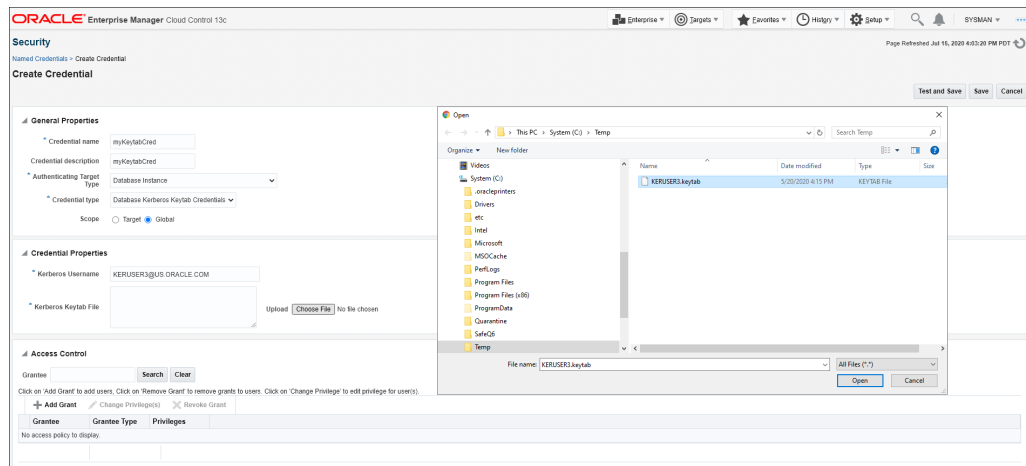 ORACLE Enterprise Manager Cloud Control 13c
Enterprise Targets Favorites History Setup SYSMAN
Security
Page Refreshed Jul 15, 2020 4:03:20 PM PDT
Named Credentials > Create Credential
Create Credential
Test and Save Save Cancel
General Properties
* Credential name myKeytabCred
Credential description myKeytabCred
* Authenticating Target Type Database Instance
* Credential type Database Kerberos Keytab Credentials
Scope Target Global
Credential Properties
* Kerberos Username KERUSER3@US.ORACLE.COM
* Kerberos Keytab File
Upload Choose File No file chosen
Access Control
Grantee Search Clear
Click on 'Add Grant' to add users, Click on 'Remove Grant' to remove grants to users. Click on 'Change Privilege' to edit privilege for user(s).
Add Grant Change Privilege(s) Revoke Grant
Grantee Grantee Type Privileges
No access policy to display.
Open
This PC > System (C:) > Temp
Search Temp
Organize New folder
Name Date modified Type Size
KERUSER3.keytab 5/20/2020 4:15 PM KEYTAB File
Videos
System (C:)
.oracleprinters
Drivers
etc
Intel
Microsoft
MSOCache
PerfLogs
Program Files
Program Files (x86)
ProgramData
Quarantine
SafeQ6
Temp
File name: KERUSER3.keytab
All Files (*.*)
Open Cancel